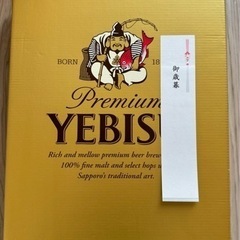 BORN 18
Premium
YEBISU
Rich and mellow premium beer brew
100% fine malt and select hops
Sapporo's traditional art.
御歳暮